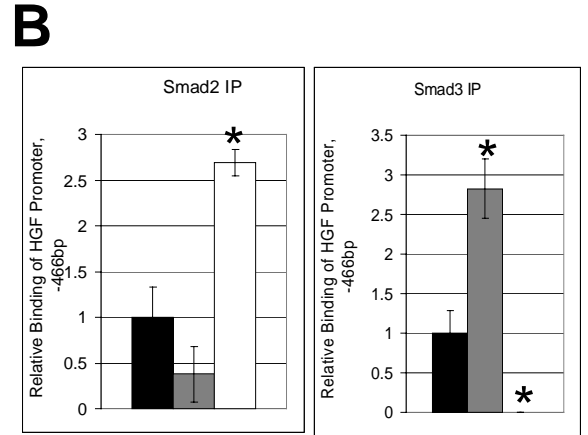 B
Smad2 IP
Relative Binding of HGF Promoter,
-466bp
3
2.5
2
1.5
1
0.5
0
*
Smad3 IP
Relative Binding of HGF Promoter,
-466bp
3.5
3
2.5
2
1.5
1
0.5
0
*
*